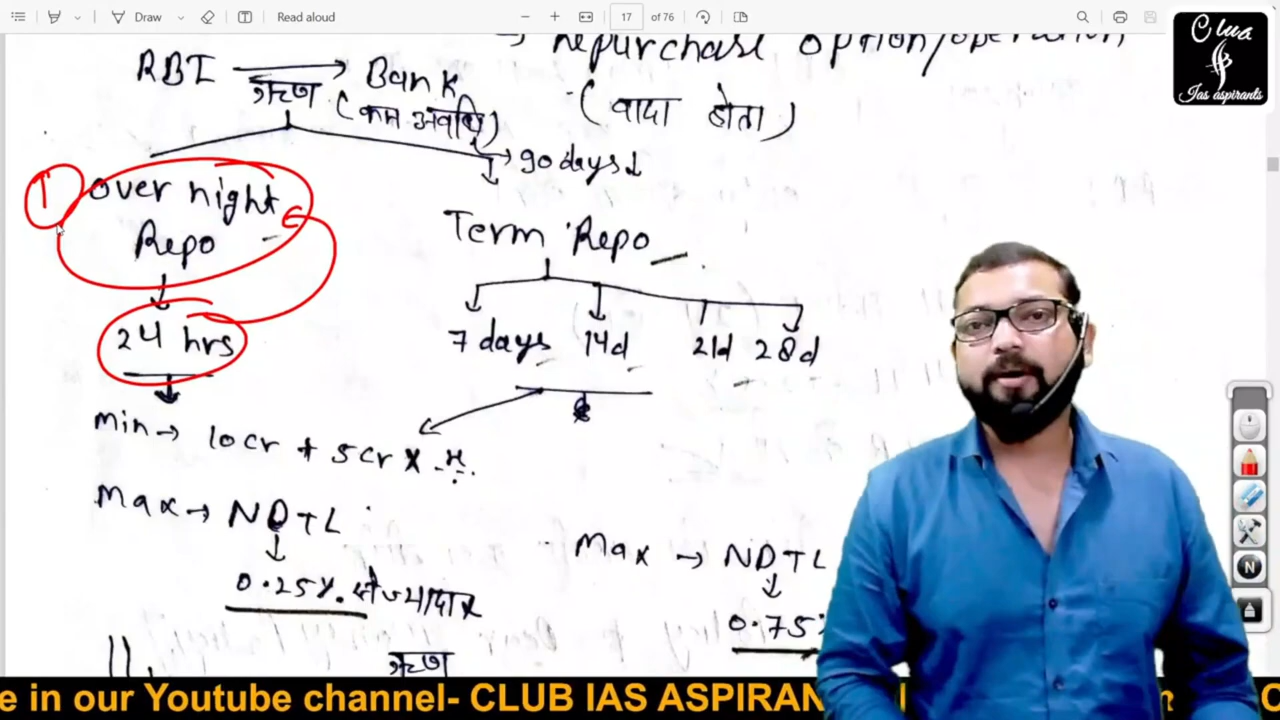 Draw
Read aloud
17 of 76
Club
Ias aspirants
→ Repurchase option/operation
RBI → Bank
ऋण
(कम अवधि)
(वादा होता)
→ 90 days↓
1
over night
Repo
Term Repo
24 hrs
7 days 14d 21d 28d
Min → 10cr + 5cr X
Max → NDTL
0.25%.
Max → NDTL
0.75
ऋण
e in our Youtube channel- CLUB IAS ASPIRAN